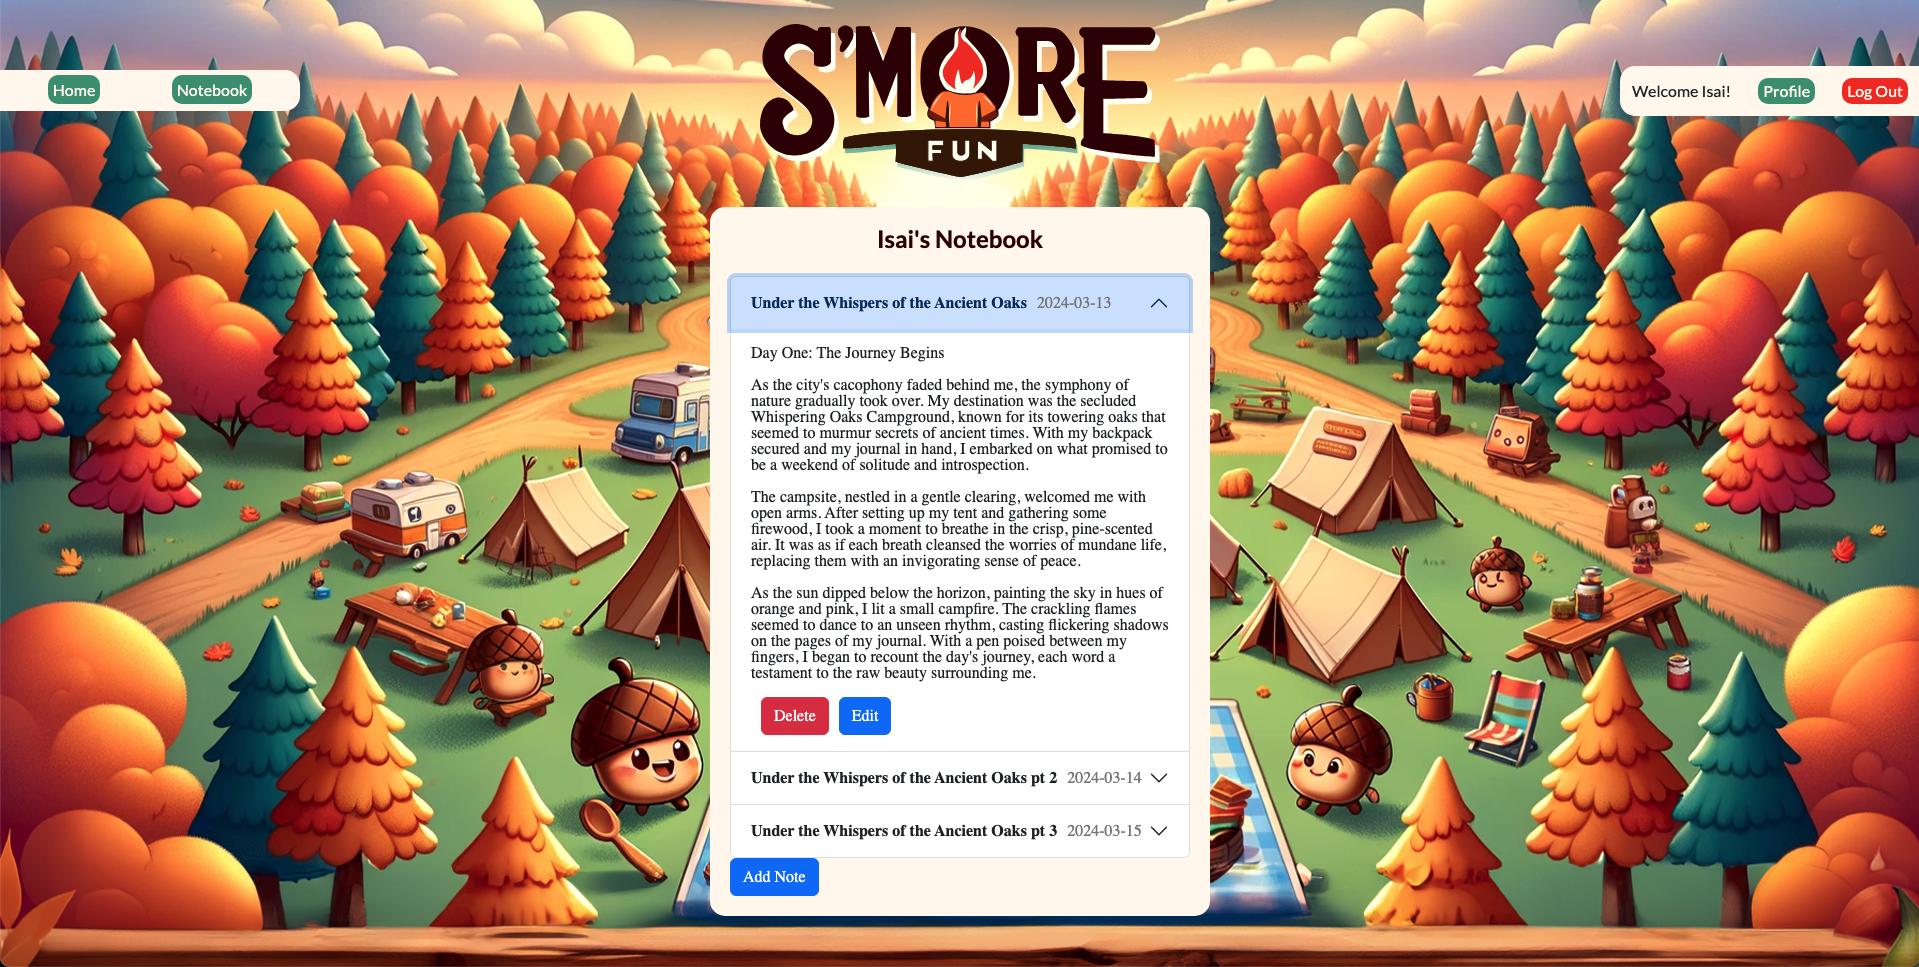 Home
Notebook
S'MORE
FUN
Welcome Isai!
Profile
Log Out
Isai's Notebook
Under the Whispers of the Ancient Oaks 2024-03-13
Day One: The Journey Begins
As the city's cacophony faded behind me, the symphony of
nature gradually took over. My destination was the secluded
Whispering Oaks Campground, known for its towering oaks that
seemed to murmur secrets of ancient times. With my backpack
secured and my journal in hand, I embarked on what promised to
be a weekend of solitude and introspection.
The campsite, nestled in a gentle clearing, welcomed me with
open arms. After setting up my tent and gathering some
firewood, I took a moment to breathe in the crisp, pine-scented
air. It was as if each breath cleansed the worries of mundane life,
replacing them with an invigorating sense of peace.
As the sun dipped below the horizon, painting the sky in hues of
orange and pink, I lit a small campfire. The crackling flames
seemed to dance to an unseen rhythm, casting flickering shadows
on the pages of my journal. With a pen poised between my
fingers, I began to recount the day's journey, each word a
testament to the raw beauty surrounding me.
Delete
Edit
Under the Whispers of the Ancient Oaks pt 2 2024-03-14
Under the Whispers of the Ancient Oaks pt 3 2024-03-15
Add Note